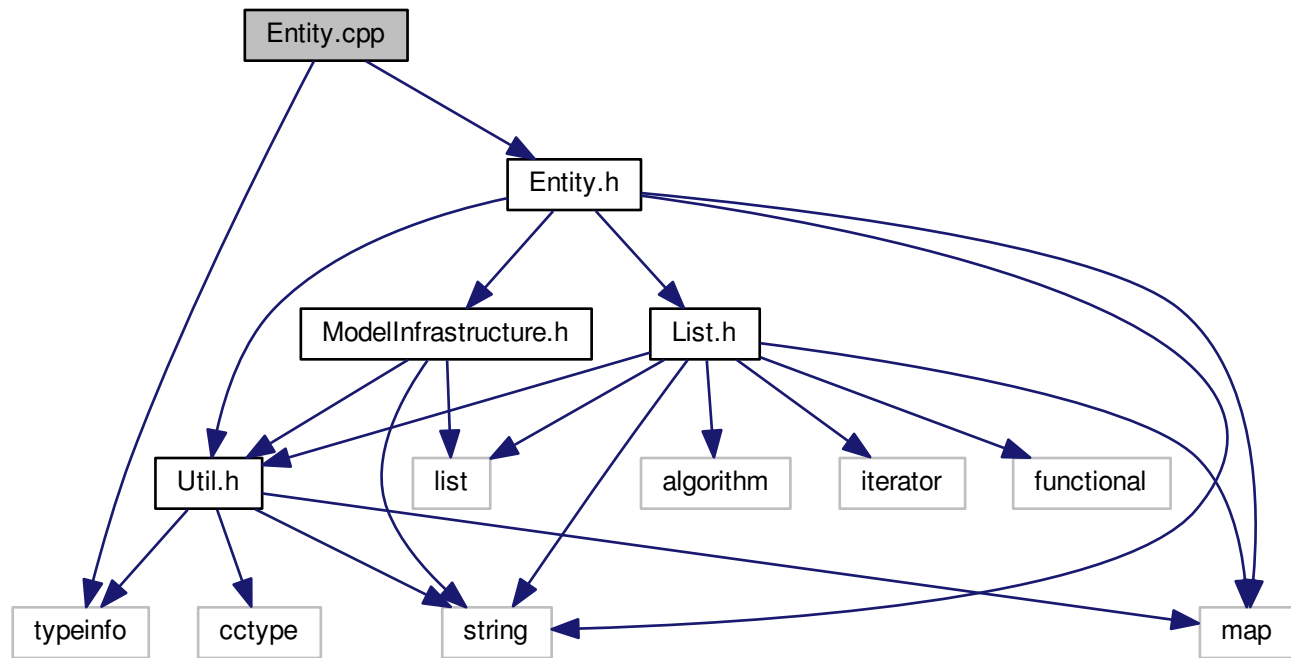 Entity.cpp
Entity.h
ModelInfrastructure.h
List.h
Util.h
list
algorithm
iterator
functional
typeinfo
cctype
string
map